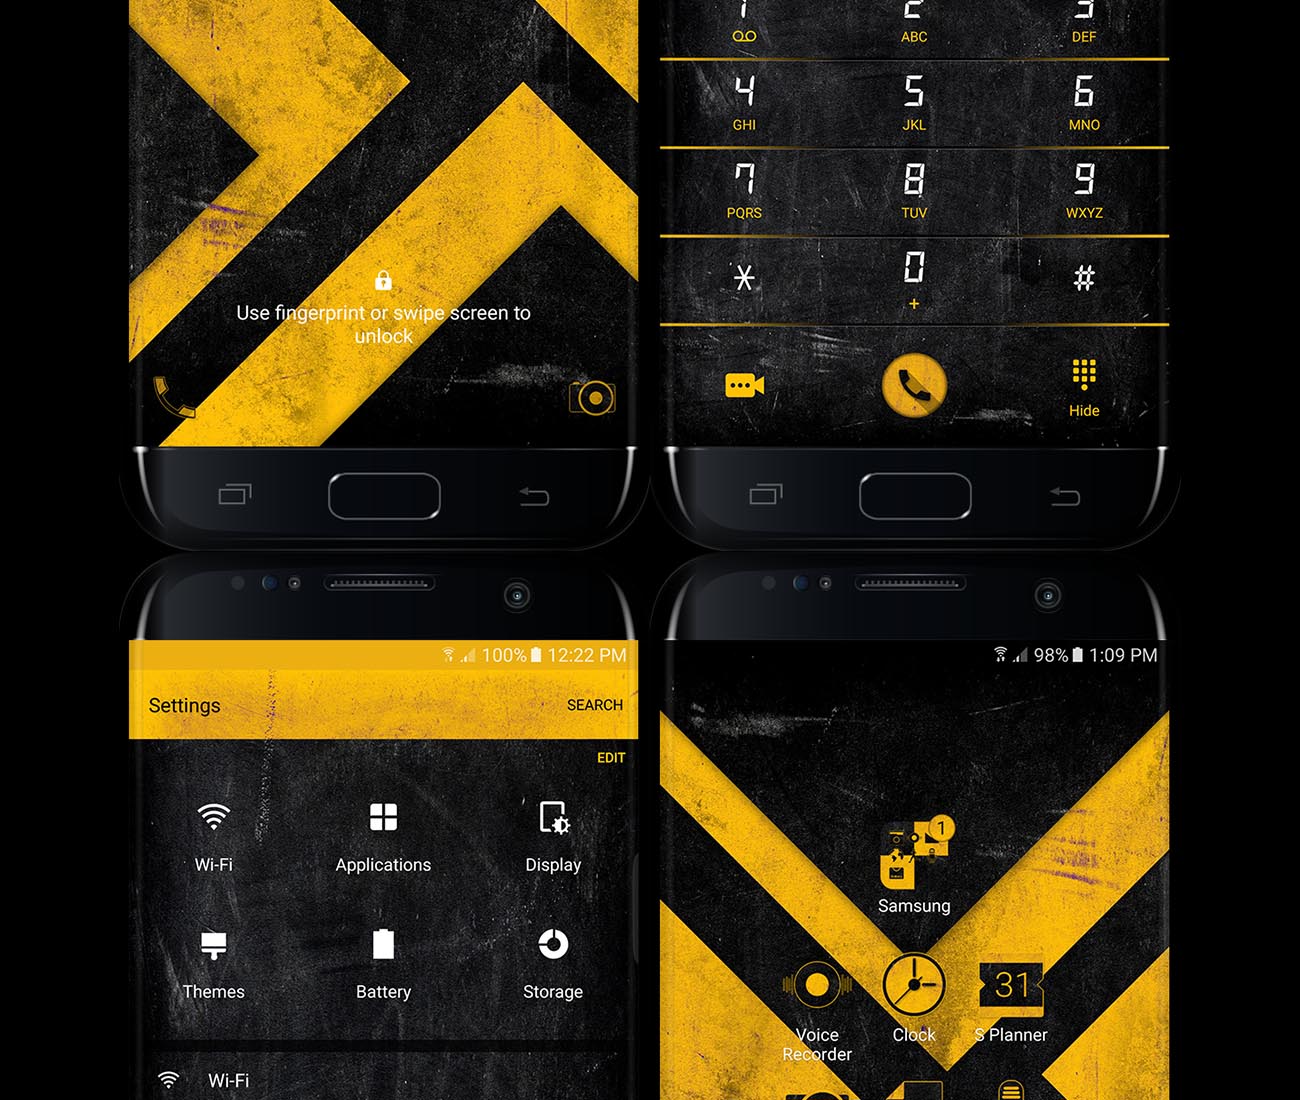 Use fingerprint or swipe screen to
unlock
1 2 3
ABC DEF
4 5 6
GHI JKL MNO
7 8 9
PQRS TUV WXYZ
* 0 #
+
Hide
100% 12:22 PM
Settings SEARCH
EDIT
Wi-Fi Applications Display
Themes Battery Storage
Wi-Fi
98% 1:09 PM
1
Samsung
31
Voice Clock S Planner
Recorder